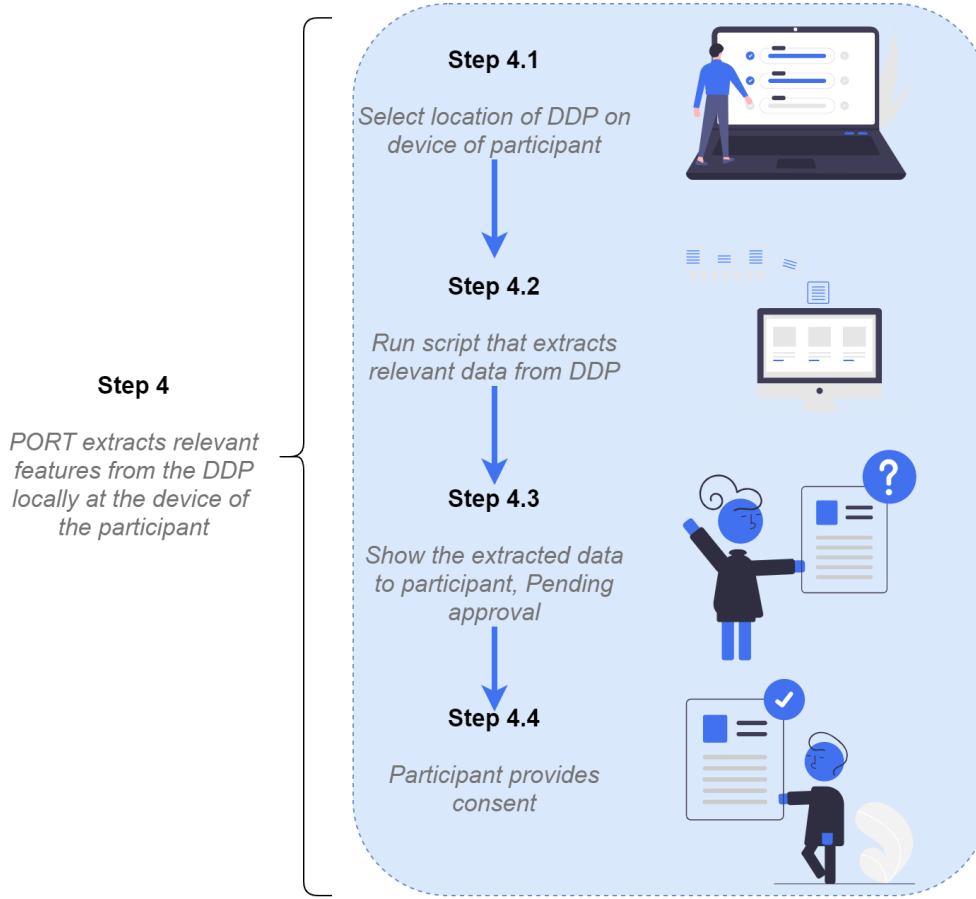 Step 4
PORT extracts relevant
features from the DDP
locally at the device of
the participant
Step 4.1
Select location of DDP on
device of participant
Step 4.2
Run script that extracts
relevant data from DDP
Step 4.3
Show the extracted data
to participant, Pending
approval
?
Step 4.4
Participant provides
consent